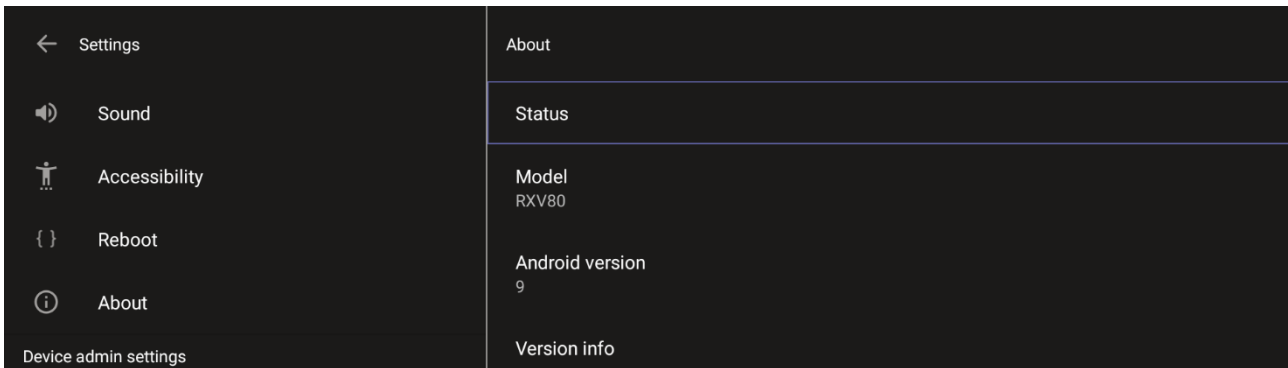 Settings
Sound
Accessibility
{ } Reboot
About
Device admin settings
About
Status
Model
RXV80
Android version
9
Version info